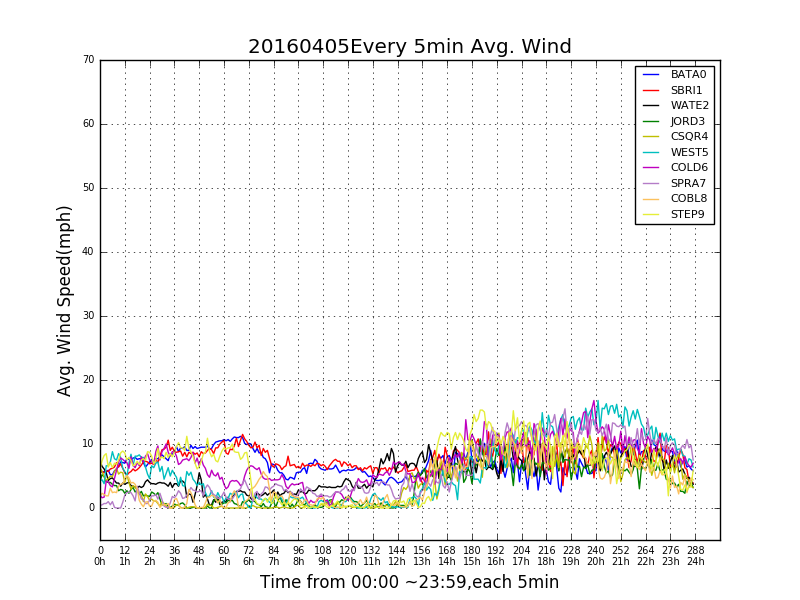 20160405Every 5min Avg. Wind
70
60
50
40
30
20
10
0
Avg. Wind Speed(mph)
BATA0
SBRI1
WATE2
JORD3
CSQR4
WEST5
COLD6
SPRA7
COBL8
STEP9
0 12 24 36 48 60 72 84 96 108 120 132 144 156 168 180 192 204 216 228 240 252 264 276 288
0h 1h 2h 3h 4h 5h 6h 7h 8h 9h 10h 11h 12h 13h 14h 15h 16h 17h 18h 19h 20h 21h 22h 23h 24h
Time from 00:00 ~23:59,each 5min